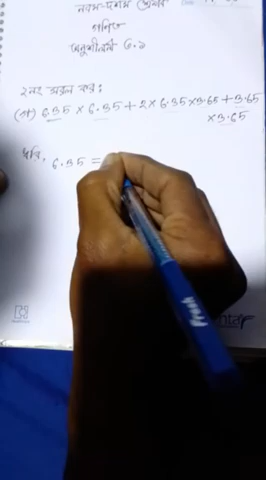 নবম-দশম শ্রেণি
গণিত
অনুশীলনী ৩.১
২নং সরল কর:
(গ) 6.35 × 6.35 + 2 × 6.35 × 3.65 + 3.65
× 3.65
ধরি, 6.35 =